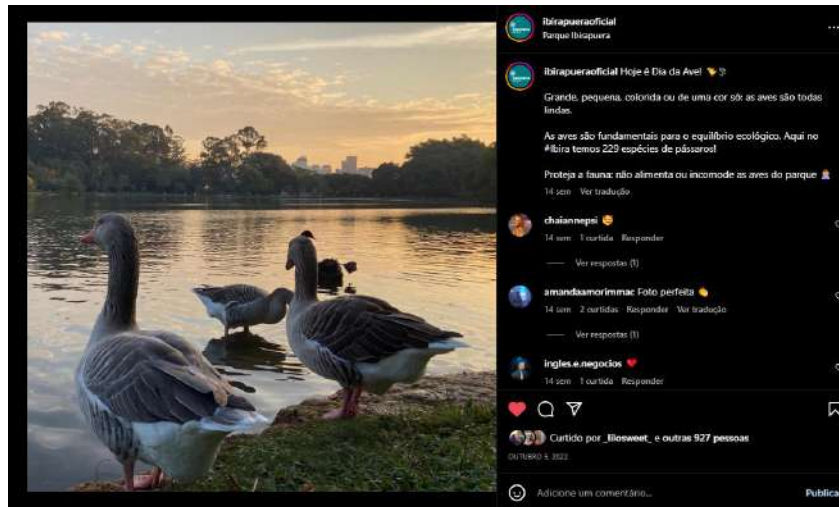 ibirapueraoficial
Parque Ibirapuera
ibirapueraoficial Hoje é Dia da Ave!
Grande, pequena, colorida ou de uma cor só: as aves são todas
lindas.
As aves são fundamentais para o equilíbrio ecológico. Aqui no
#Ibira temos 229 espécies de pássaros!
Proteja a fauna: não alimenta ou incomode as aves do parque
14 sem Ver tradução
chaiannepsi
14 sem 1 curtida Responder
Ver respostas (1)
amandaamorimmac Foto perfeita
14 sem 2 curtidas Responder Ver tradução
Ver respostas (1)
ingles.e.negocios
14 sem 1 curtida Responder
Curtido por _lilosweet_ e outras 927 pessoas
OUTUBRO 5, 2022
Adicione um comentário... Publica